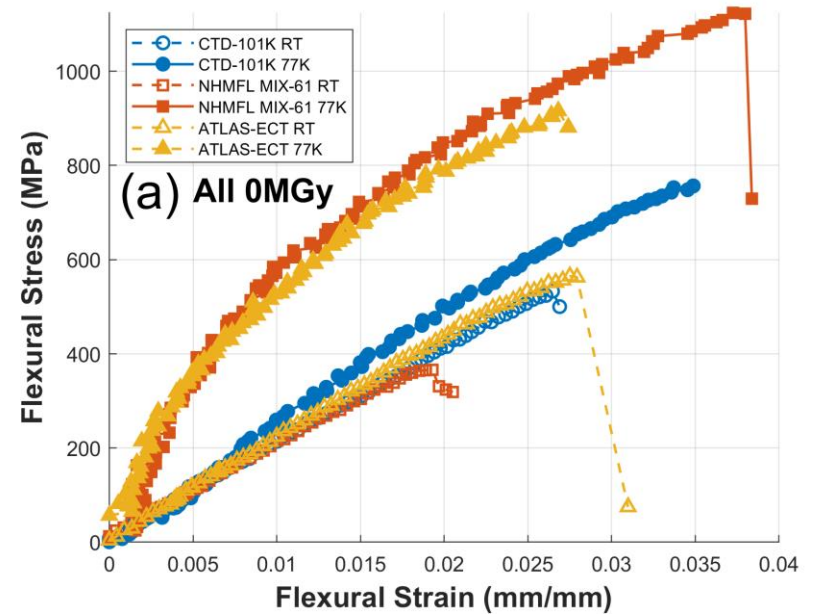 CTD-101K RT
CTD-101K 77K
NHMFL MIX-61 RT
NHMFL MIX-61 77K
ATLAS-ECT RT
ATLAS-ECT 77K
(a) All 0MGy
1000
800
600
400
200
0
0 0.005 0.01 0.015 0.02 0.025 0.03 0.035 0.04
Flexural Stress (MPa)
Flexural Strain (mm/mm)